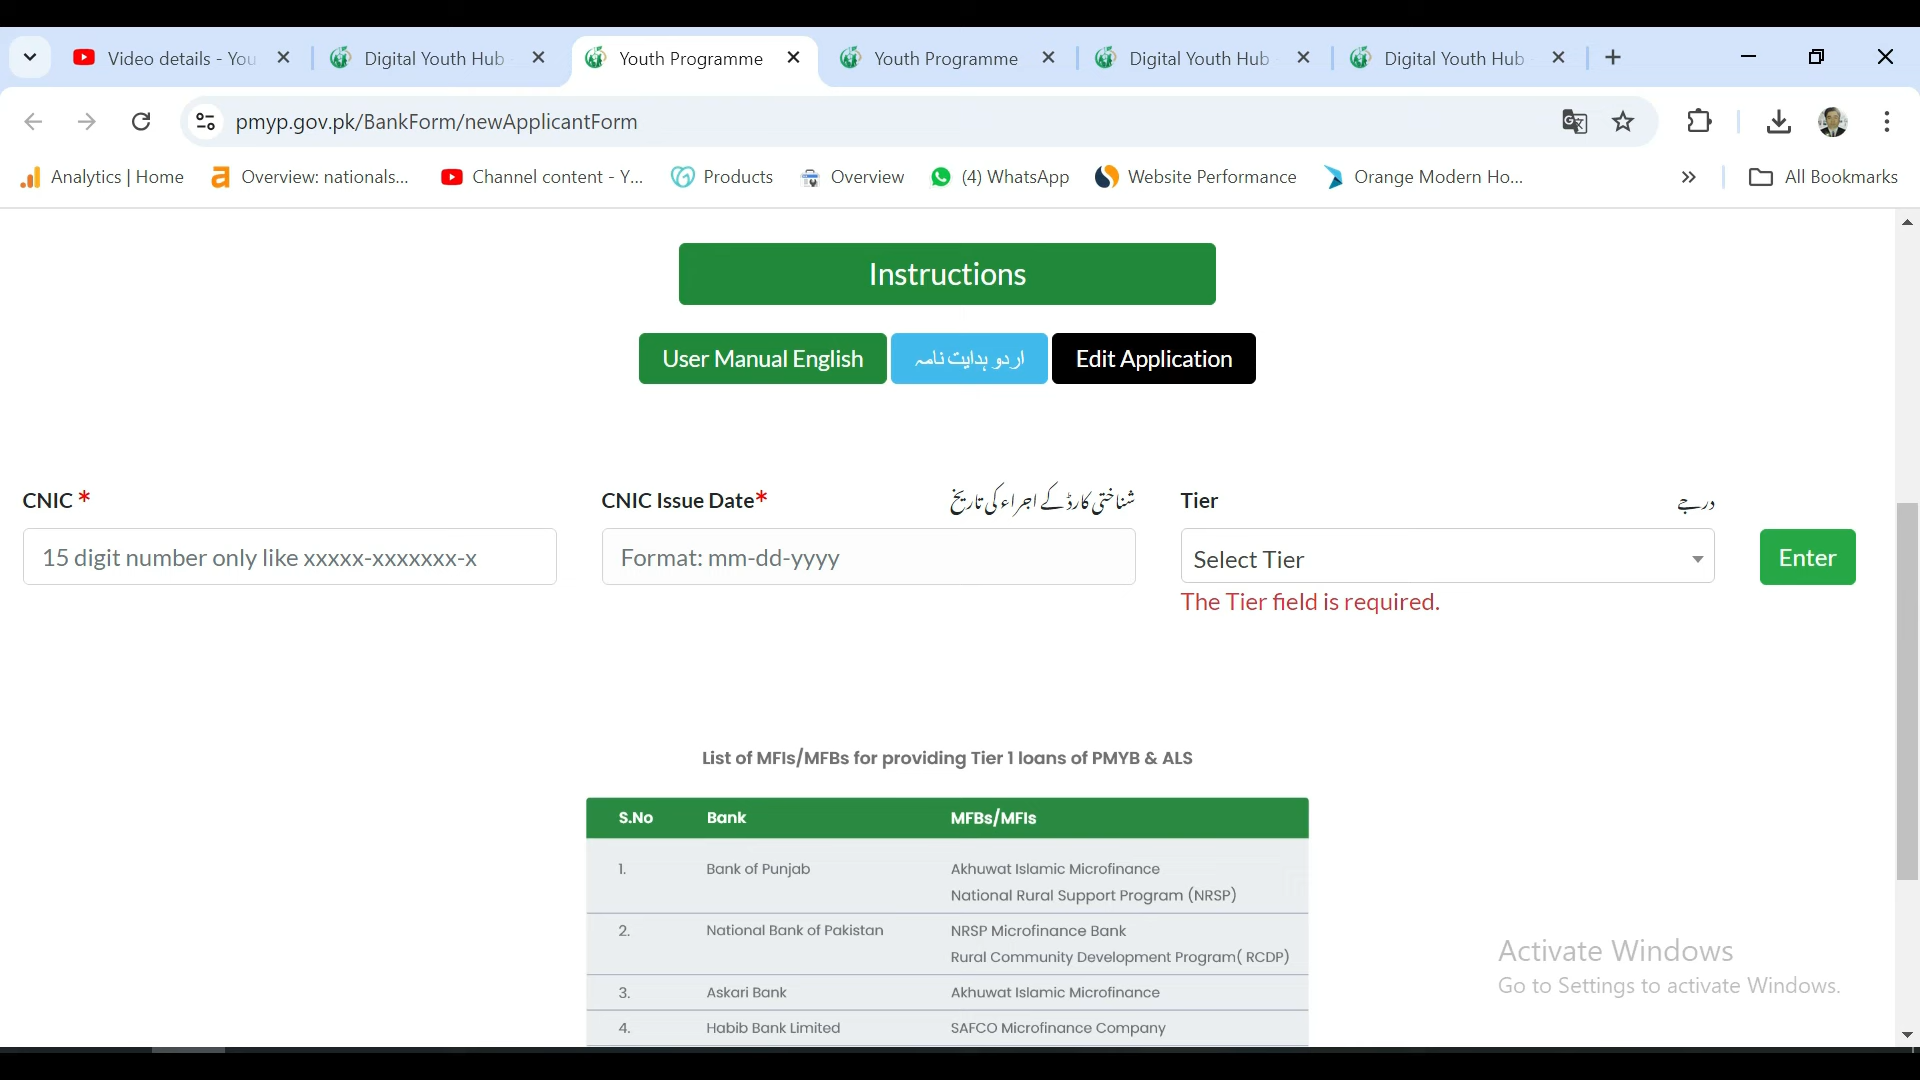 Video details - You
Digital Youth Hub
Youth Programme
Youth Programme
Digital Youth Hub
Digital Youth Hub
pmyp.gov.pk/BankForm/newApplicantForm
Analytics | Home
Overview: nationals...
Channel content - Y...
Products
Overview
(4) WhatsApp
Website Performance
Orange Modern Ho...
All Bookmarks
Instructions
User Manual English
اردو ہدایت نامہ
Edit Application
CNIC *
CNIC Issue Date*
شناختی کارڈ کے اجراء کی تاریخ
Tier
درجے
15 digit number only like xxxxx-xxxxxxx-x
Format: mm-dd-yyyy
Select Tier
Enter
The Tier field is required.
List of MFIs/MFBs for providing Tier 1 loans of PMYB & ALS
S.No Bank MFBs/MFIs
1. Bank of Punjab Akhuwat Islamic Microfinance
National Rural Support Program (NRSP)
2. National Bank of Pakistan NRSP Microfinance Bank
Rural Community Development Program( RCDP)
3. Askari Bank Akhuwat Islamic Microfinance
4. Habib Bank Limited SAFCO Microfinance Company
Activate Windows
Go to Settings to activate Windows.